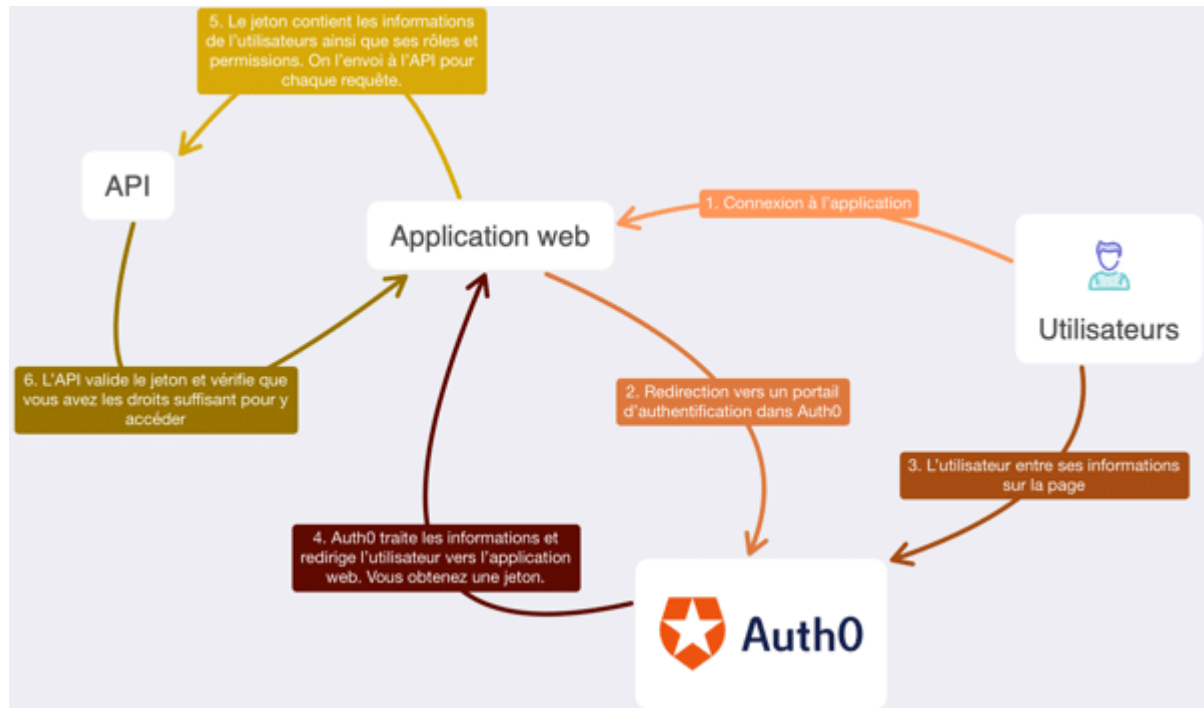 5. Le jeton contient les informations
de l'utilisateurs ainsi que ses rôles et
permissions. On l'envoi à l'API pour
chaque requête.
API
Application web
1. Connexion à l'application
Utilisateurs
6. L'API valide le jeton et vérifie que
vous avez les droits suffisant pour y
accéder
2. Redirection vers un portail
d'authentification dans Auth0
3. L'utilisateur entre ses informations
sur la page
4. Auth0 traite les informations et
redirige l'utilisateur vers l'application
web. Vous obtenez une jeton.
Auth0